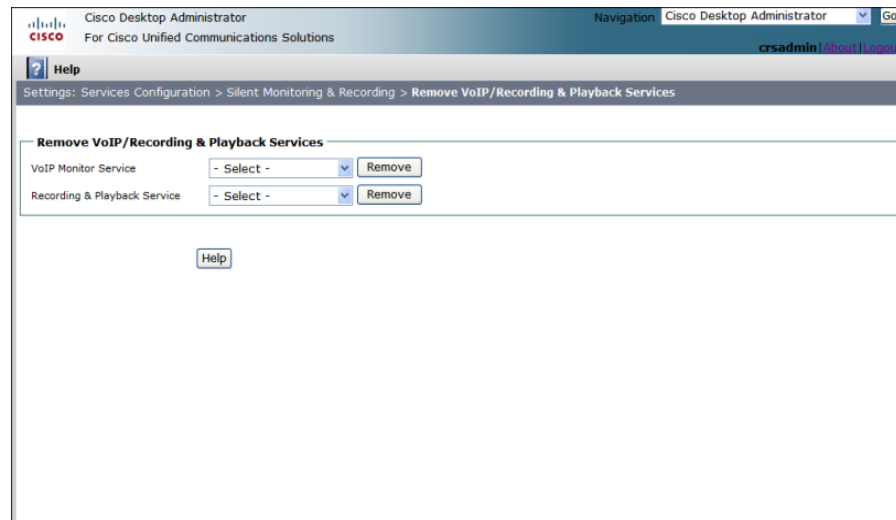 Cisco Desktop Administrator
For Cisco Unified Communications Solutions
CISCO
Navigation Cisco Desktop Administrator Go
crsadmin | About | Logou
? Help
Settings: Services Configuration > Silent Monitoring & Recording > Remove VoIP/Recording & Playback Services
Remove VoIP/Recording & Playback Services
VoIP Monitor Service - Select - Remove
Recording & Playback Service - Select - Remove
Help